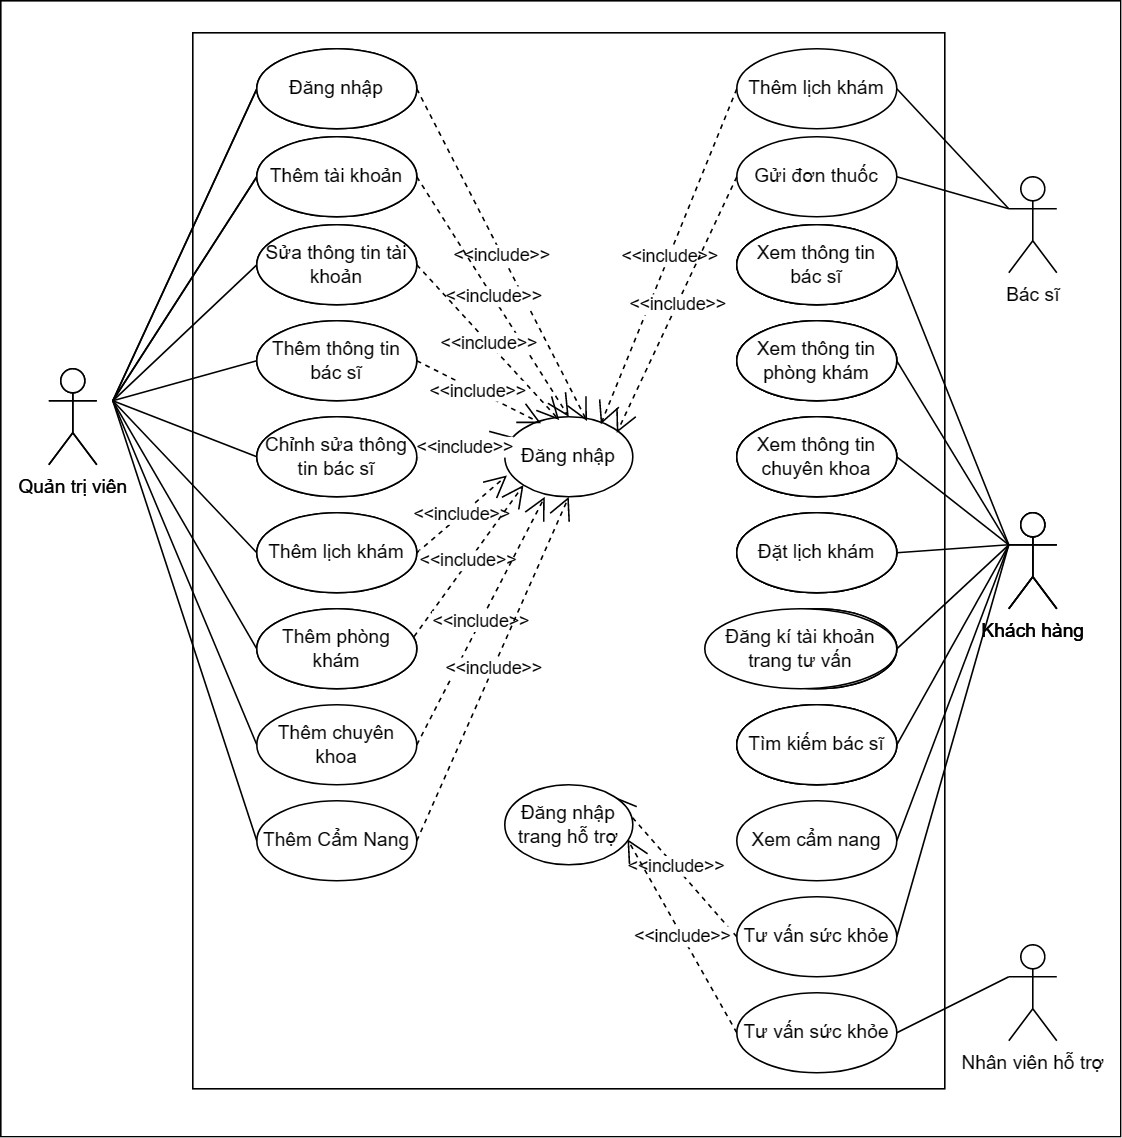 Đăng nhập
Thêm tài khoản
Sửa thông tin tài
khoản
Thêm thông tin
bác sĩ
Chỉnh sửa thông
tin bác sĩ
Thêm lịch khám
Thêm phòng
khám
Thêm chuyên
khoa
Thêm Cẩm Nang
Quản trị viên
<<include>>
<<include>>
<<include>>
<<include>>
<<include>>
<<include>>
<<include>>
<<include>>
<<include>>
Đăng nhập
<<include>>
<<include>>
Đăng nhập
trang hỗ trợ
<<include>>
<<include>>
Thêm lịch khám
Gửi đơn thuốc
Xem thông tin
bác sĩ
Xem thông tin
phòng khám
Xem thông tin
chuyên khoa
Đặt lịch khám
Đăng kí tài khoản
trang tư vấn
Tìm kiếm bác sĩ
Xem cẩm nang
Tư vấn sức khỏe
Tư vấn sức khỏe
Bác sĩ
Khách hàng
Nhân viên hỗ trợ